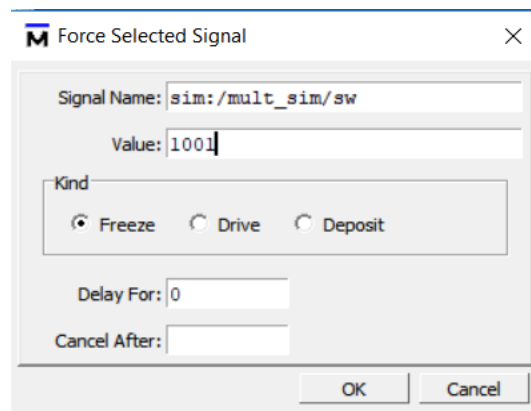 Force Selected Signal
Signal Name: sim:/mult_sim/sw
Value: 1001
Kind
Freeze Drive Deposit
Delay For: 0
Cancel After:
OK Cancel